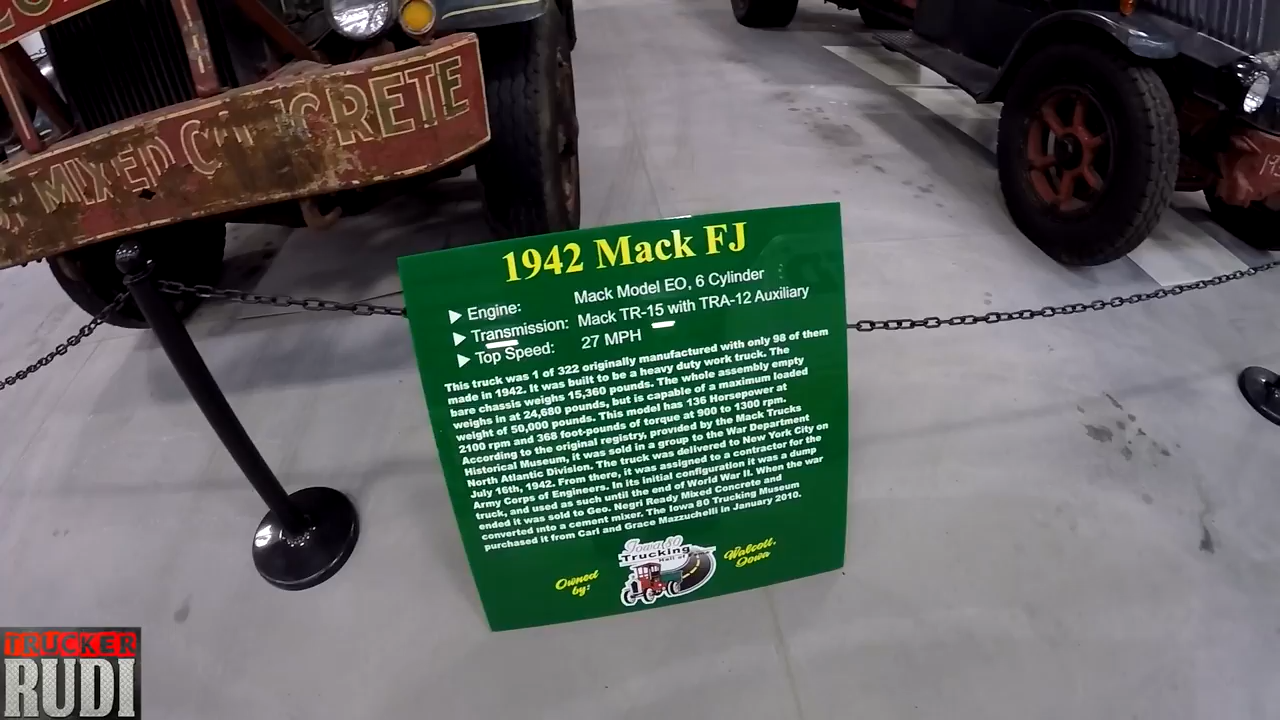 MIXED CONCRETE
1942 Mack FJ
▶ Engine: Mack Model EO, 6 Cylinder
▶ Transmission: Mack TR-15 with TRA-12 Auxiliary
▶ Top Speed: 27 MPH
This truck was 1 of 322 originally manufactured with only 98 of them
made in 1942. It was built to be a heavy duty work truck. The
bare chassis weighs 15,360 pounds. The whole assembly empty
weighs in at 24,680 pounds, but is capable of a maximum loaded
weight of 50,000 pounds. This model has 136 Horsepower at
2100 rpm and 368 foot-pounds of torque at 900 to 1300 rpm.
According to the original registry, provided by the Mack Trucks
Historical Museum, it was sold in a group to the War Department
North Atlantic Division. The truck was delivered to New York City on
July 16th, 1942. From there, it was assigned to a contractor for the
Army Corps of Engineers. In its initial configuration it was a dump
truck, and used as such until the end of World War II. When the war
ended it was sold to Geo. Negri Ready Mixed Concrete and
converted into a cement mixer. The Iowa 80 Trucking Museum
purchased it from Carl and Grace Mazzuchelli in January 2010.
Owned
by:
Iowa 80
Trucking
Hall of
Walcott,
Iowa
TRUCKER
RUDI